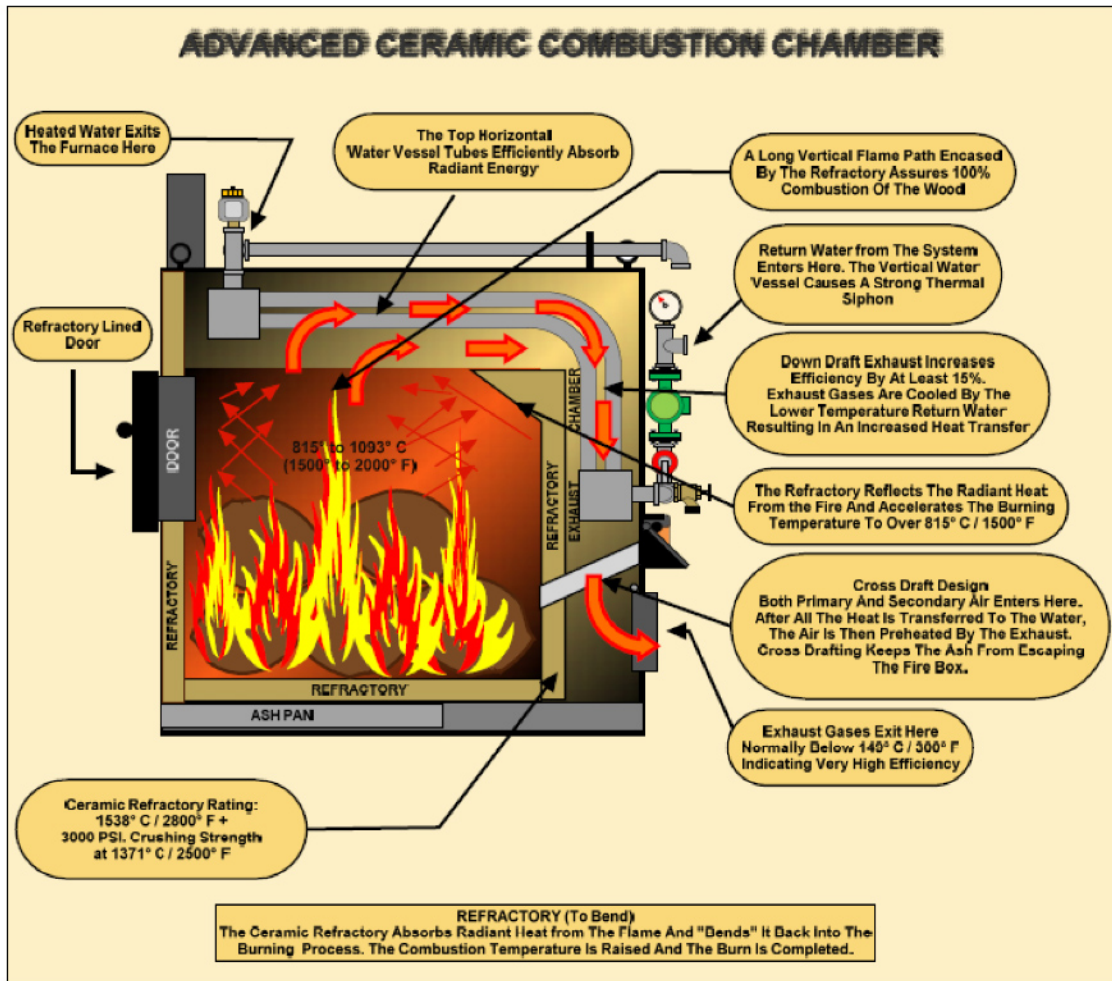 ADVANCED CERAMIC COMBUSTION CHAMBER
Heated Water Exits
The Furnace Here
The Top Horizontal
Water Vessel Tubes Efficiently Absorb
Radiant Energy
A Long Vertical Flame Path Encased
By The Refractory Assures 100%
Combustion Of The Wood
Return Water from The System
Enters Here. The Vertical Water
Vessel Causes A Strong Thermal
Siphon
Refractory Lined
Door
Down Draft Exhaust Increases
Efficiency By At Least 15%.
Exhaust Gases Are Cooled By The
Lower Temperature Return Water
Resulting In An Increased Heat Transfer
DOOR
815° to 1093° C
(1500° to 2000° F)
REFRACTORY
EXHAUST CHAMBER
The Refractory Reflects The Radiant Heat
From the Fire And Accelerates The Burning
Temperature To Over 815° C / 1500° F
REFRACTORY
Cross Draft Design
Both Primary And Secondary Air Enters Here.
After All The Heat Is Transferred To The Water,
The Air Is Then Preheated By The Exhaust.
Cross Drafting Keeps The Ash From Escaping
The Fire Box.
REFRACTORY
ASH PAN
Exhaust Gases Exit Here
Normally Below 149° C / 300° F
Indicating Very High Efficiency
Ceramic Refractory Rating:
1538° C / 2800° F +
3000 PSI. Crushing Strength
at 1371° C / 2500° F
REFRACTORY (To Bend)
The Ceramic Refractory Absorbs Radiant Heat from The Flame And "Bends" It Back Into The
Burning Process. The Combustion Temperature Is Raised And The Burn Is Completed.